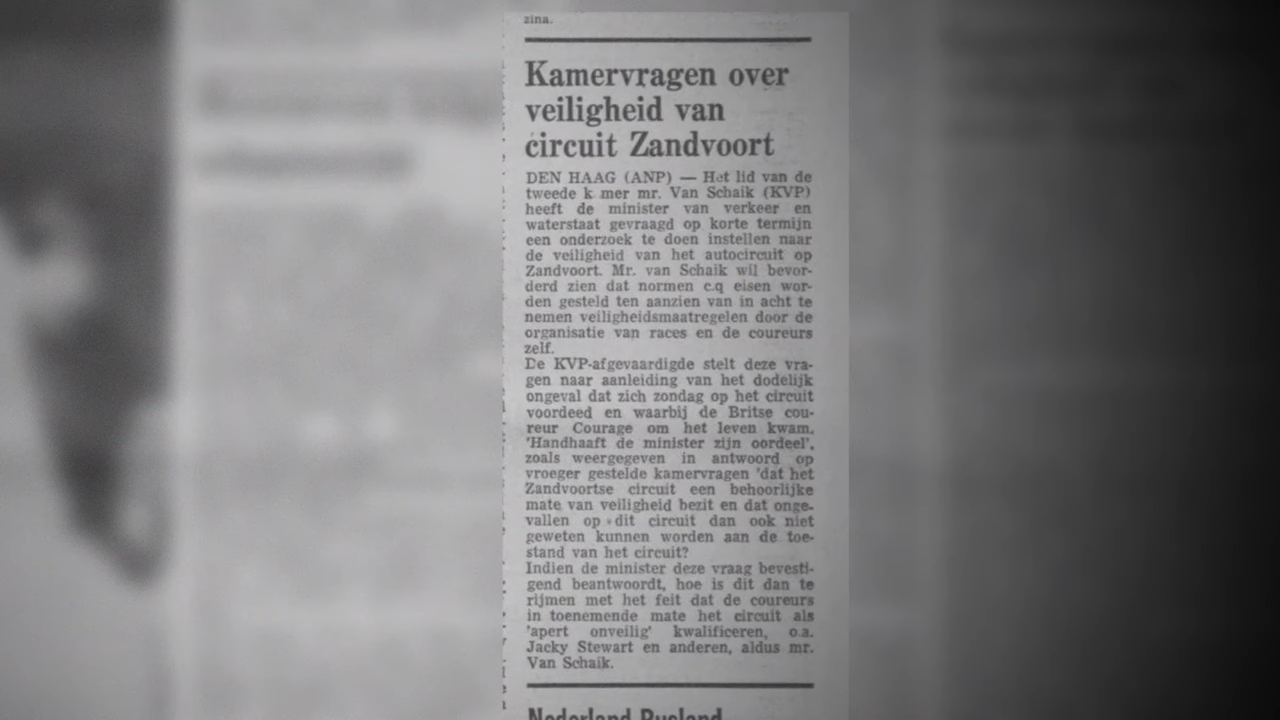 zina.
Kamervragen over
veiligheid van
circuit Zandvoort
DEN HAAG (ANP) — Het lid van de
tweede k mer mr. Van Schaik (KVP)
heeft de minister van verkeer en
waterstaat gevraagd op korte termijn
een onderzoek te doen instellen naar
de veiligheid van het autocircuit op
Zandvoort. Mr. van Schaik wil bevor-
derd zien dat normen c.q eisen wor-
den gesteld ten aanzien van in acht te
nemen veiligheidsmaatregelen door de
organisatie van races en de coureurs
zelf.
De KVP-afgevaardigde stelt deze vra-
gen naar aanleiding van het dodelijk
ongeval dat zich zondag op het circuit
voordeed en waarbij de Britse cou-
reur Courage om het leven kwam.
'Handhaaft de minister zijn oordeel',
zoals weergegeven in antwoord op
vroeger gestelde kamervragen 'dat het
Zandvoortse circuit een behoorlijke
mate van veiligheid bezit en dat onge-
vallen op dit circuit dan ook niet
geweten kunnen worden aan de toe-
stand van het circuit?
Indien de minister deze vraag bevesti-
gend beantwoordt, hoe is dit dan te
rijmen met het feit dat de coureurs
in toenemende mate het circuit als
'apert onveilig' kwalificeren, o.a.
Jacky Stewart en anderen, aldus mr.
Van Schaik.
Nederland Rusland